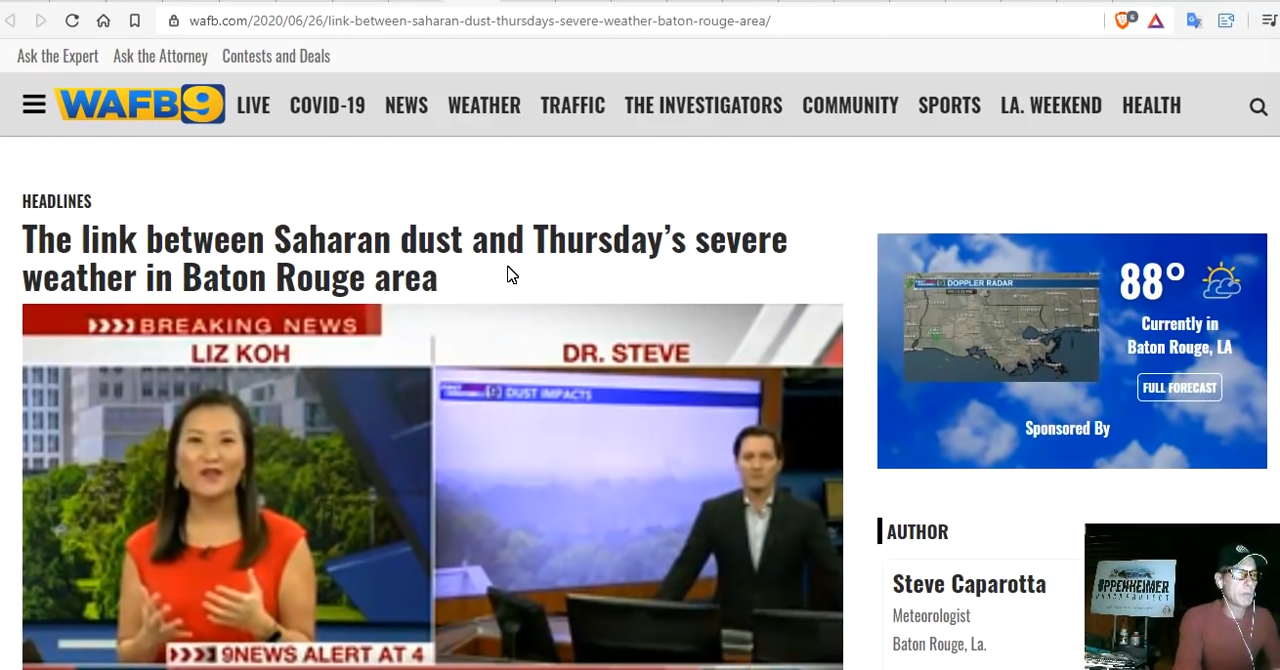 wafb.com/2020/06/26/link-between-saharan-dust-thursdays-severe-weather-baton-rouge-area/
6
Ask the Expert Ask the Attorney Contests and Deals
WAFB 9 LIVE COVID-19 NEWS WEATHER TRAFFIC THE INVESTIGATORS COMMUNITY SPORTS LA. WEEKEND HEALTH
HEADLINES
The link between Saharan dust and Thursday’s severe
weather in Baton Rouge area
BREAKING NEWS
LIZ KOH
DR. STEVE
DUST IMPACTS
9NEWS ALERT AT 4
DOPPLER RADAR
88°
Currently in
Baton Rouge, LA
FULL FORECAST
Sponsored By
AUTHOR
Steve Caparotta
Meteorologist
Baton Rouge, La.
OPPENHEIMER